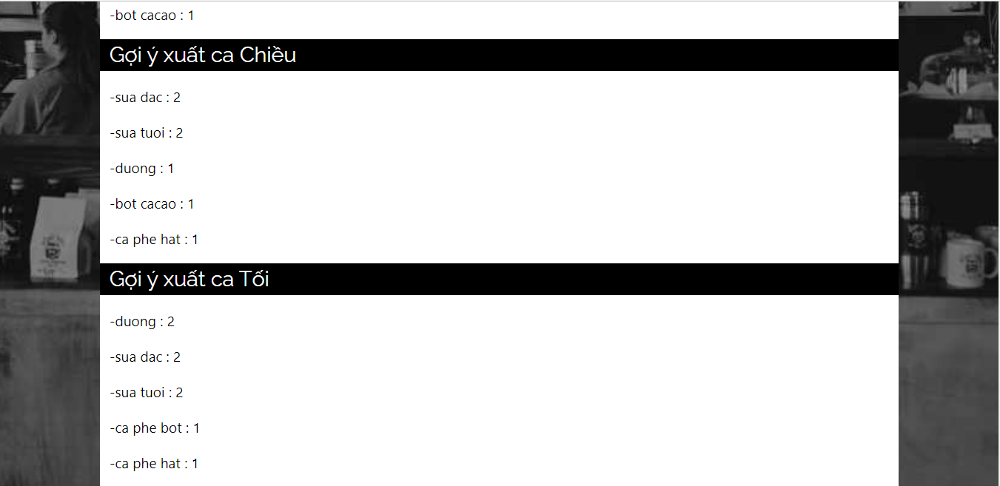 -bot cacao : 1
Gợi ý xuất ca Chiều
-sua dac : 2
-sua tuoi : 2
-duong : 1
-bot cacao : 1
-ca phe hat : 1
Gợi ý xuất ca Tối
-duong : 2
-sua dac : 2
-sua tuoi : 2
-ca phe bot : 1
-ca phe hat : 1